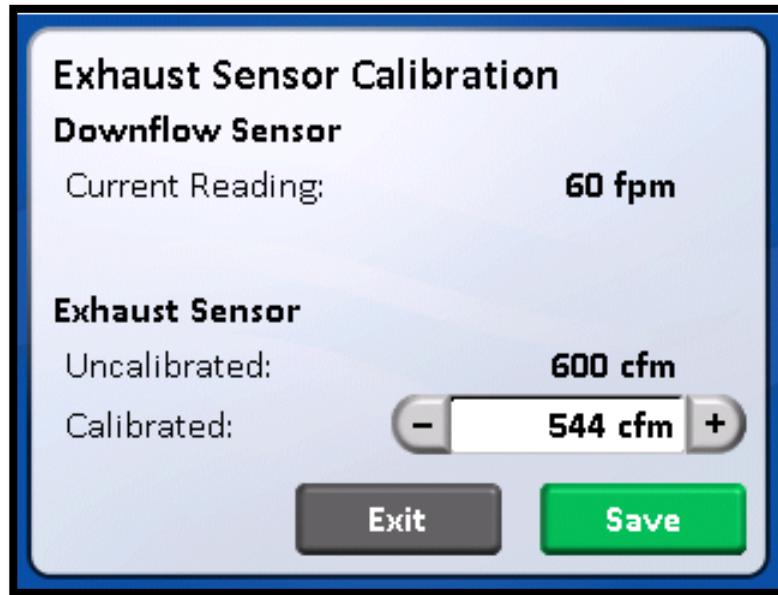 Exhaust Sensor Calibration
Downflow Sensor
Current Reading: 60 fpm
Exhaust Sensor
Uncalibrated: 600 cfm
Calibrated: - 544 cfm +
Exit Save